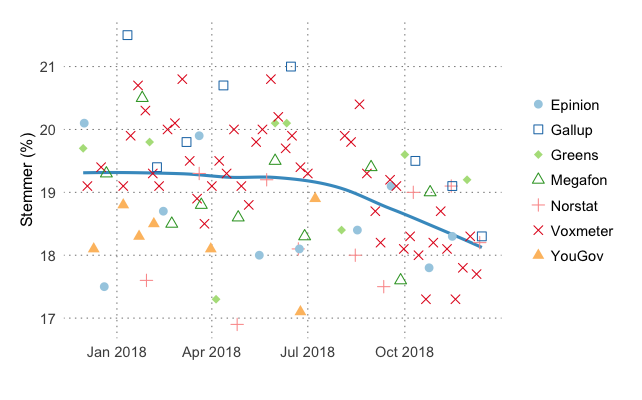 Stemmer (%)
21
20
19
18
17
Jan 2018 Apr 2018 Jul 2018 Oct 2018
Epinion
Gallup
Greens
Megafon
Norstat
Voxmeter
YouGov